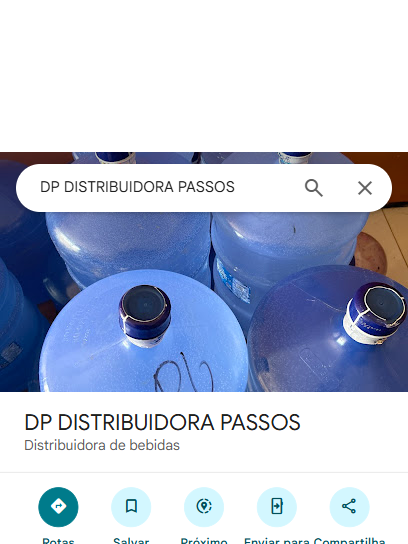 DP DISTRIBUIDORA PASSOS
DP DISTRIBUIDORA PASSOS
Distribuidora de bebidas
Rotas
Salvar
Próximo
Enviar para
Compartilha